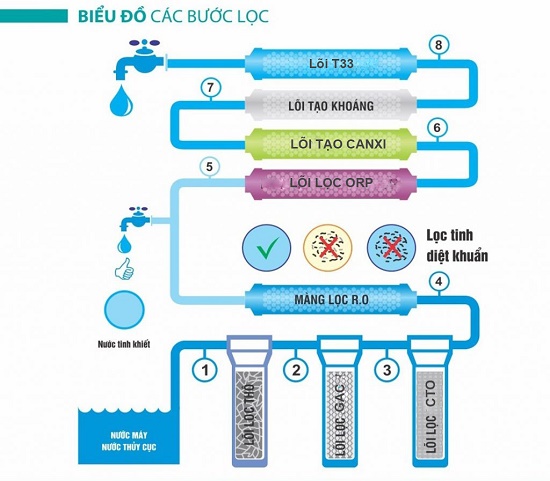 BIỂU ĐỒ CÁC BƯỚC LỌC
Lõi T33
8
7
LÕI TẠO KHOÁNG
LÕI TẠO CANXI
6
5
LÕI LỌC ORP
Lọc tinh
diệt khuẩn
4
MÀNG LỌC R.O
Nước tinh khiết
1
2
3
LÕI LỌC THÔ
LÕI LỌC GAC
LÕI LỌC CTO
NƯỚC MÁY
NƯỚC THỦY CỤC